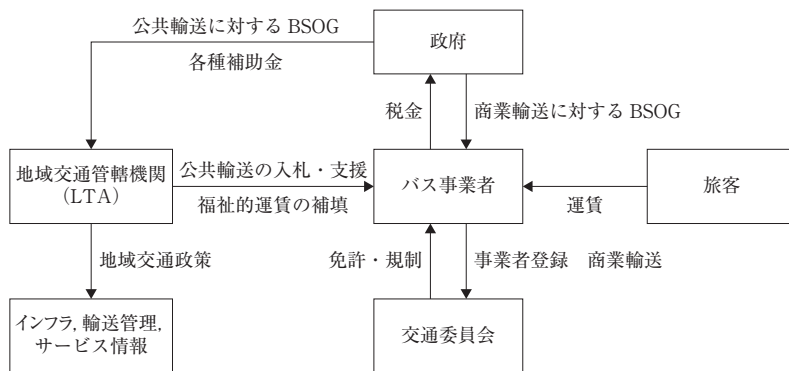 公共輸送に対する BSOG
各種補助金
政府
税金
商業輸送に対する BSOG
地域交通管轄機関
(LTA)
公共輸送の入札・支援
福祉的運賃の補填
バス事業者
運賃
旅客
地域交通政策
免許・規制
事業者登録　商業輸送
インフラ, 輸送管理,
サービス情報
交通委員会